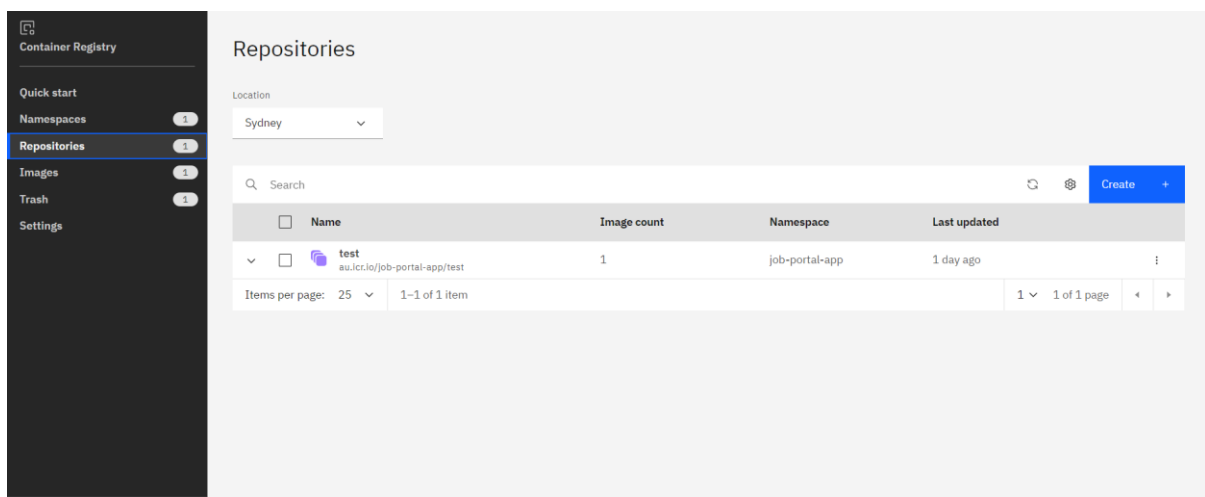 Container Registry
Quick start
Namespaces 1
Repositories 1
Images 1
Trash 1
Settings
Repositories
Location
Sydney
Search
Create +
Name Image count Namespace Last updated
test 1 job-portal-app 1 day ago
au.icr.io/job-portal-app/test
Items per page: 25 1–1 of 1 item 1 1 of 1 page